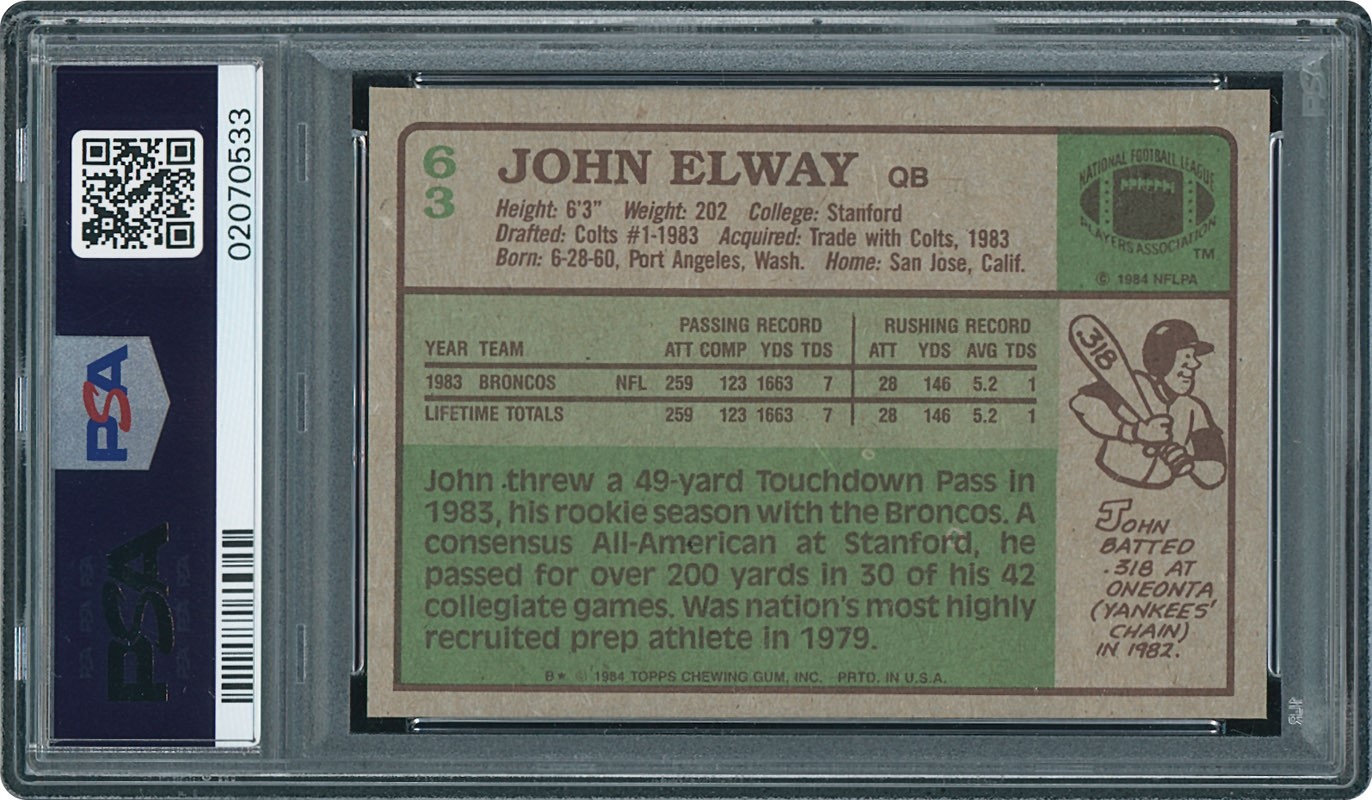 02070533
PSA
PSA
63
JOHN ELWAY QB
Height: 6'3" Weight: 202 College: Stanford
Drafted: Colts #1-1983 Acquired: Trade with Colts, 1983
Born: 6-28-60, Port Angeles, Wash. Home: San Jose, Calif.
NATIONAL FOOTBALL LEAGUE
PLAYERS ASSOCIATION
TM
© 1984 NFLPA
PASSING RECORD RUSHING RECORD
YEAR TEAM ATT COMP YDS TDS ATT YDS AVG TDS
1983 BRONCOS NFL 259 123 1663 7 28 146 5.2 1
LIFETIME TOTALS 259 123 1663 7 28 146 5.2 1
John threw a 49-yard Touchdown Pass in
1983, his rookie season with the Broncos. A
consensus All-American at Stanford, he
passed for over 200 yards in 30 of his 42
collegiate games. Was nation's most highly
recruited prep athlete in 1979.
B* © 1984 TOPPS CHEWING GUM, INC. PRTD. IN U.S.A.
318
JOHN
BATTED
.318 AT
ONEONTA
(YANKEES'
CHAIN)
IN 1982.